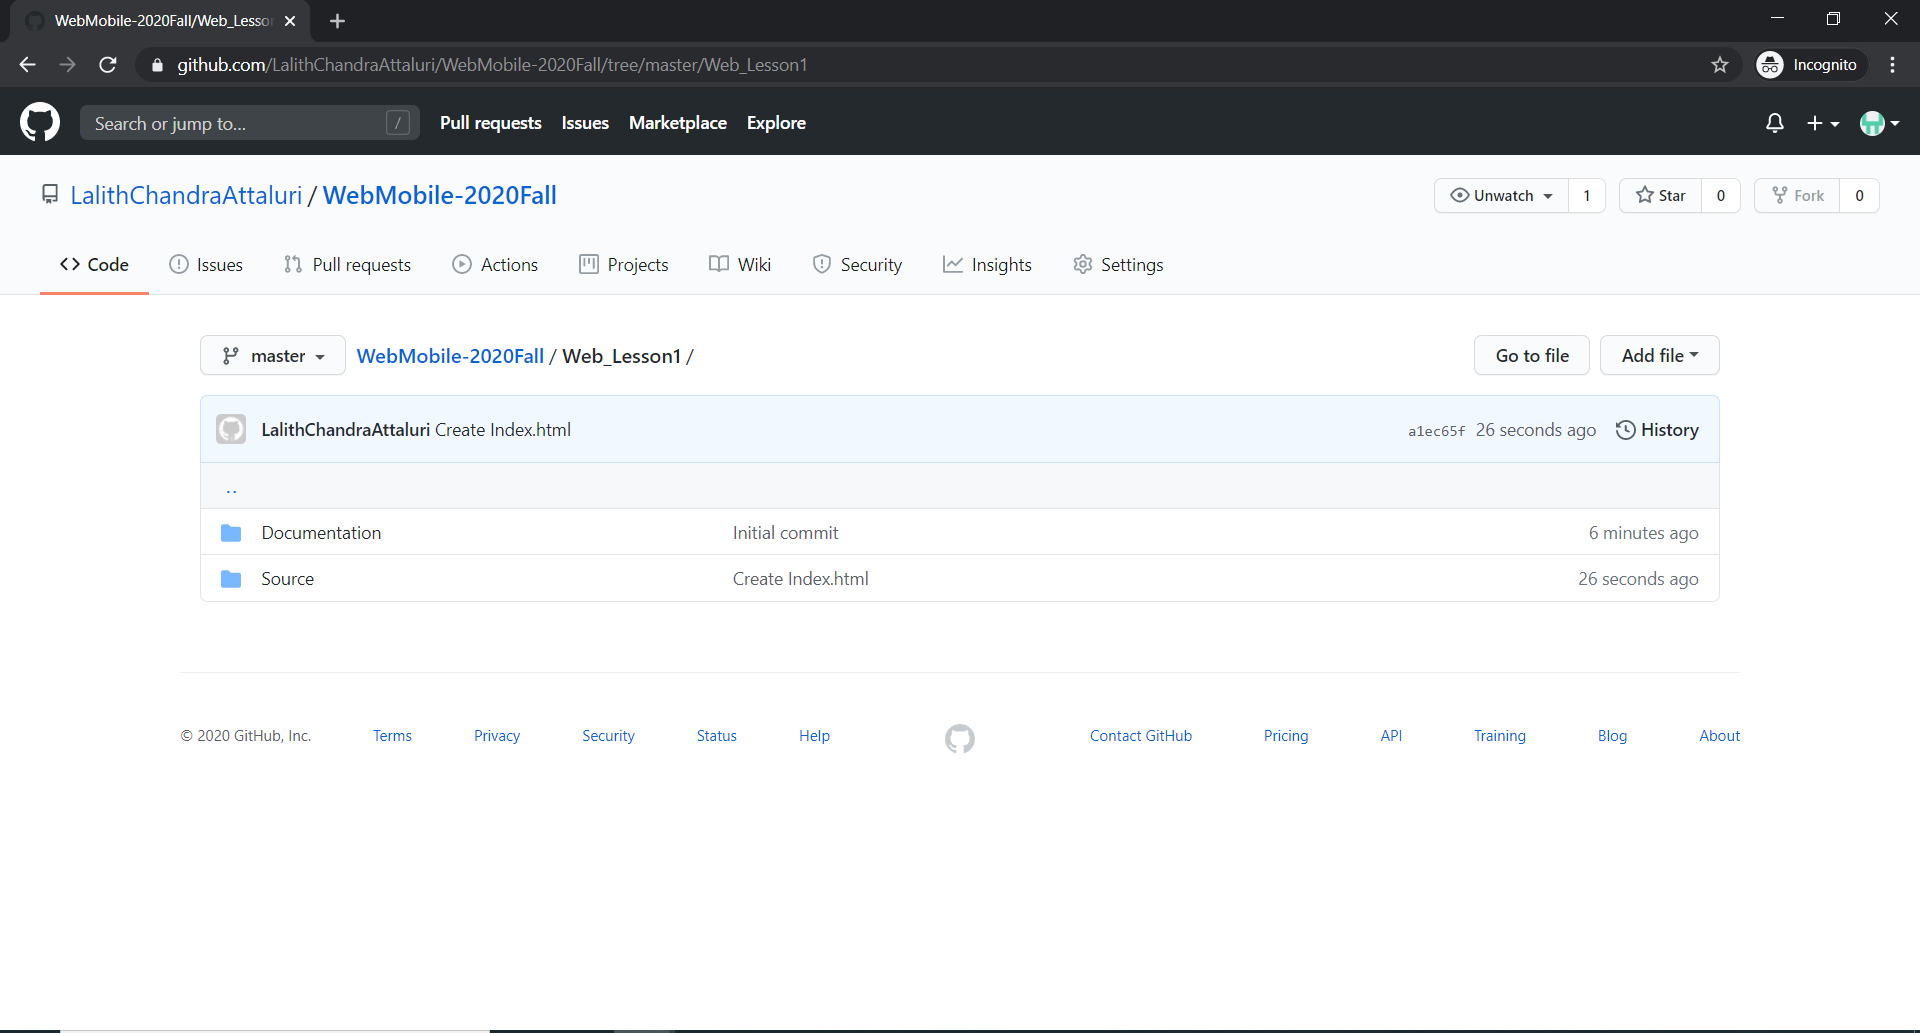 WebMobile-2020Fall/Web_Lesso
github.com/LalithChandraAttaluri/WebMobile-2020Fall/tree/master/Web_Lesson1
Incognito
Search or jump to... / Pull requests Issues Marketplace Explore
LalithChandraAttaluri / WebMobile-2020Fall Unwatch 1 Star 0 Fork 0
Code Issues Pull requests Actions Projects Wiki Security Insights Settings
master WebMobile-2020Fall / Web_Lesson1 / Go to file Add file
LalithChandraAttaluri Create Index.html a1ec65f 26 seconds ago History
..
Documentation Initial commit 6 minutes ago
Source Create Index.html 26 seconds ago
© 2020 GitHub, Inc. Terms Privacy Security Status Help Contact GitHub Pricing API Training Blog About